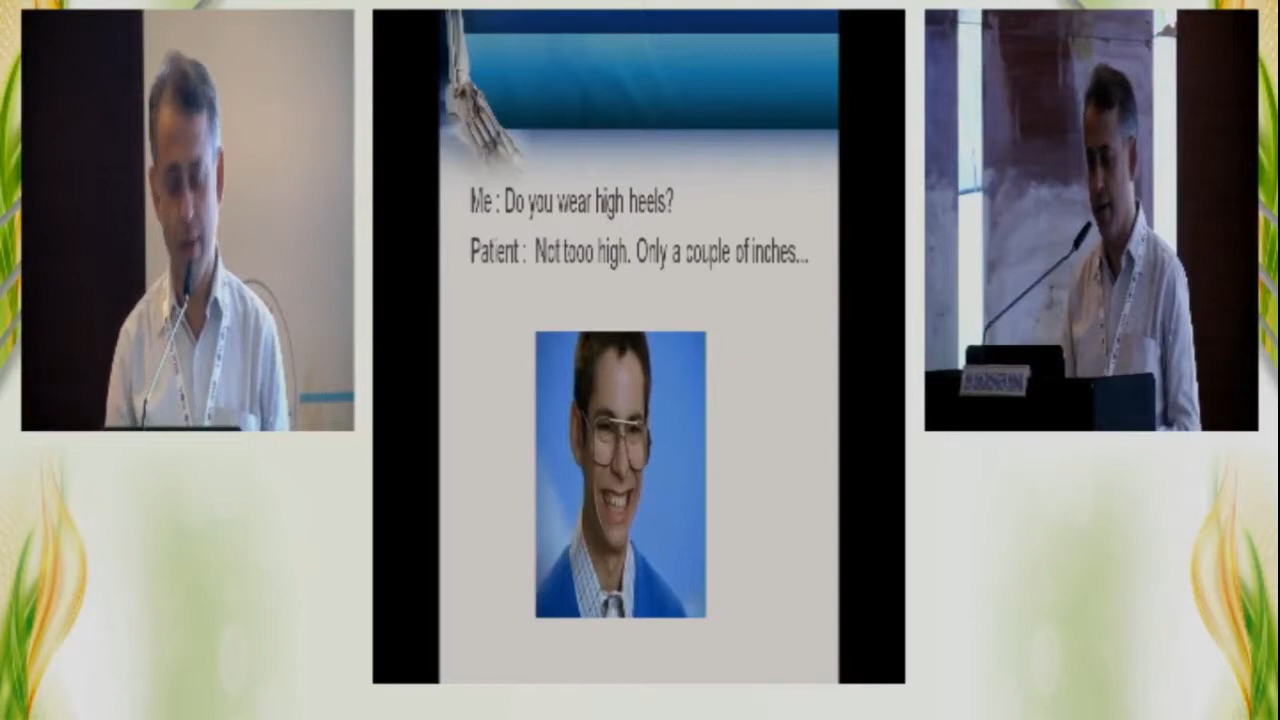 Me : Do you wear high heels?
Patient : Not tooo high. Only a couple of inches...